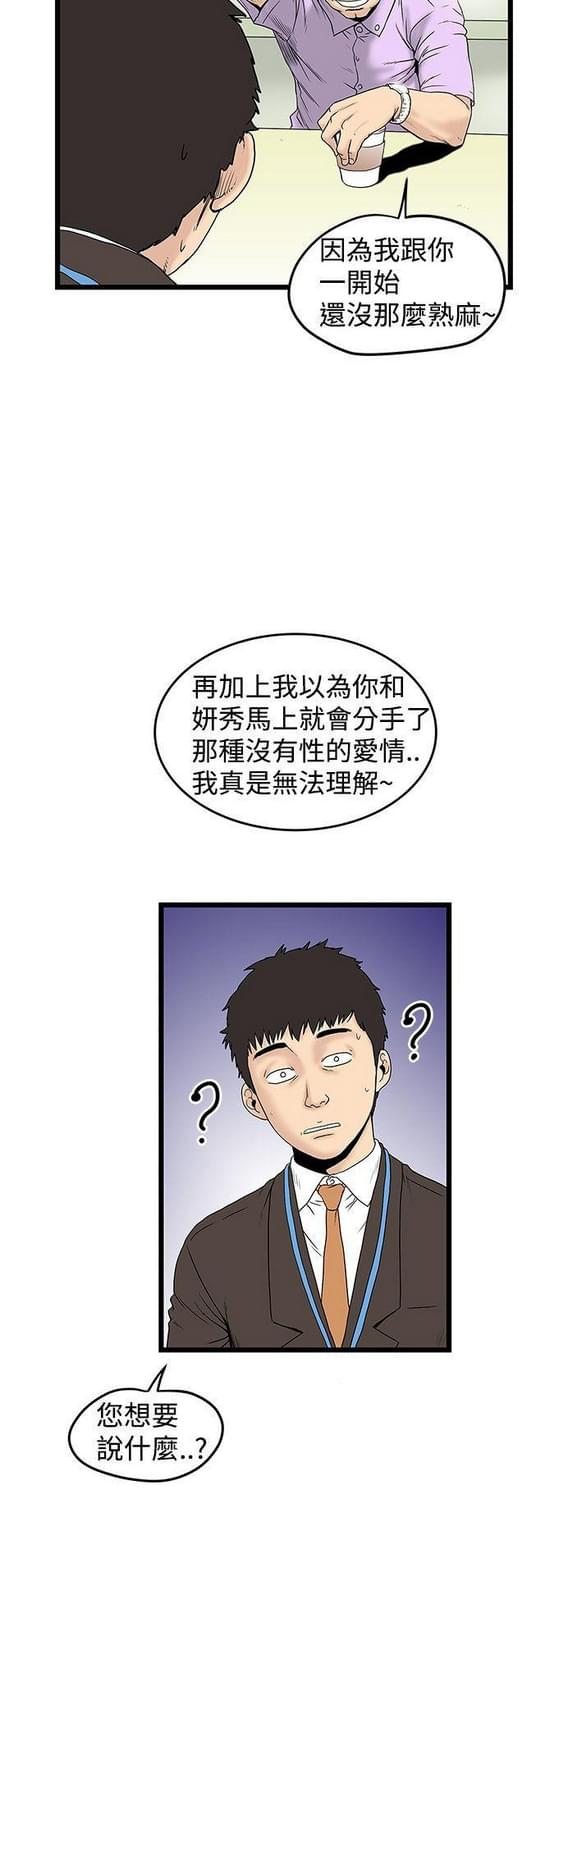 因為我跟你
一開始
還沒那麼熟麻~
再加上我以為你和
妍秀馬上就會分手了
那種沒有性的愛情..
我真是無法理解~
?
?
您想要
說什麼..?